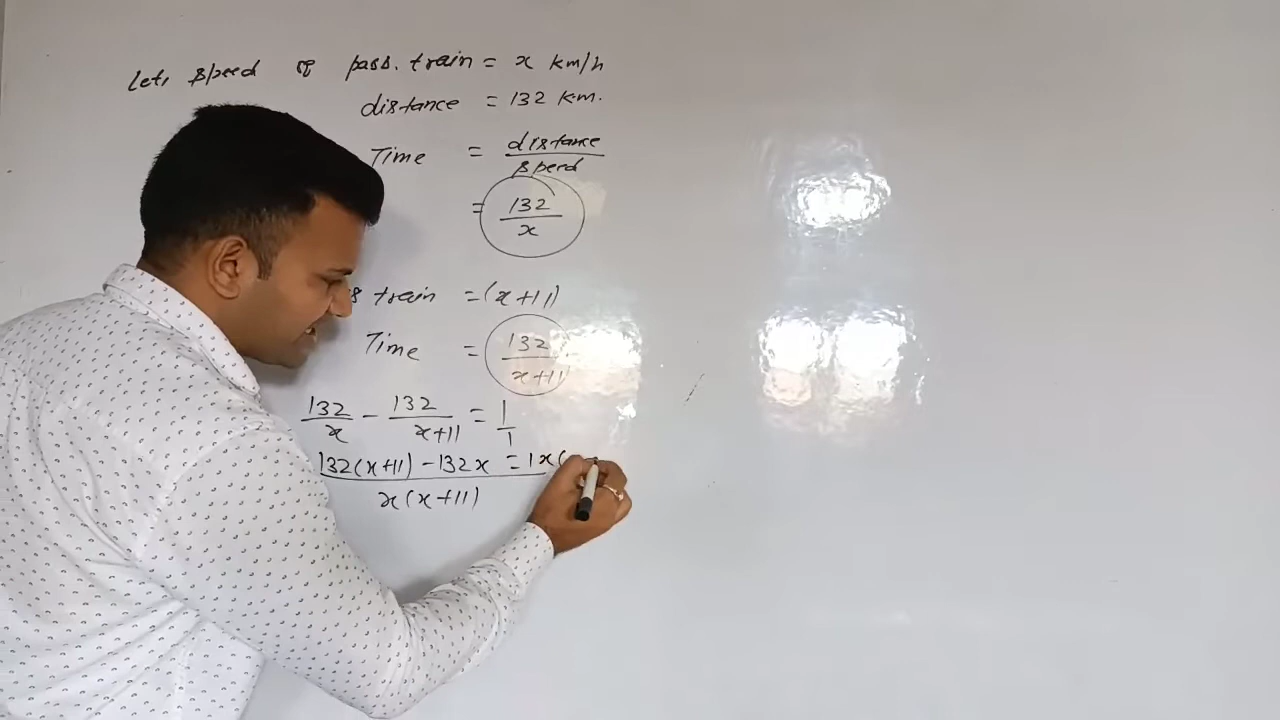 Let, speed of pass. train = x km/h
distance = 132 km.
Time = distance / speed
= 132 / x
train = (x+11)
Time = 132 / x+11
132/x - 132/x+11 = 1/1
132(x+11) - 132x = 1x(
x(x+11)